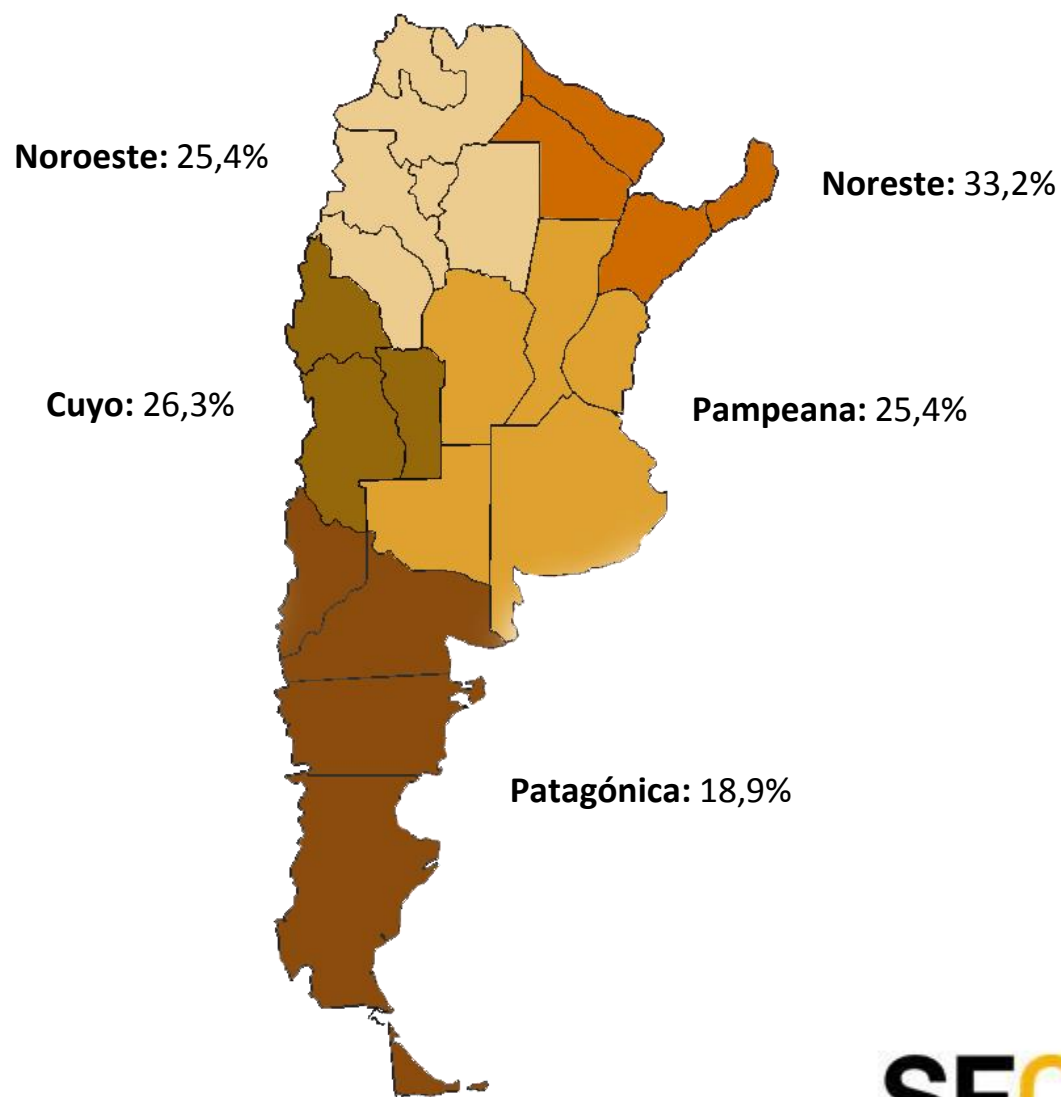 Noroeste: 25,4%
Noreste: 33,2%
Cuyo: 26,3%
Pampeana: 25,4%
Patagónica: 18,9%